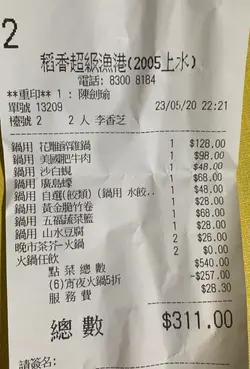 2
稻香超級漁港(2005上水)
電話: 8300 8184
**重印** 1 : 陳劍瑜
單號 13209 23/05/20 22:21
檯號 2 2 人 李香芝
鍋用 花雕醉雞鍋 1 $128.00
鍋用 美國肥牛肉 1 $98.00
鍋用 沙白蜆 1 $48.00
鍋用 廣島蠔 1 $68.00
鍋用 自選(餃類) (鍋用 水餃,.. 1 $48.00
鍋用 黃金脆竹卷 1 $28.00
鍋用 五福蔬菜籃 1 $68.00
鍋用 山水豆腐 1 $28.00
晚市茶芥-火鍋 2 $26.00
火鍋任飲 2 $0.00
點菜總數 $540.00
(6)宵夜火鍋5折 -$257.00
服務費 $28.30
總數 $311.00
請簽名: